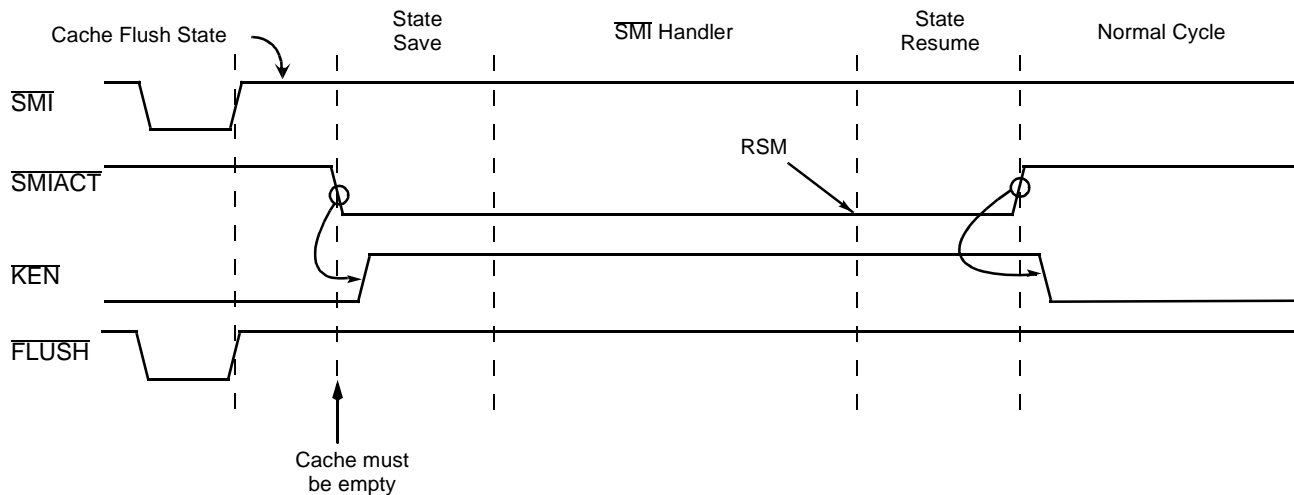 State
Save
SMI Handler
State
Resume
Normal Cycle
Cache Flush State
SMI
SMIACT
RSM
KEN
FLUSH
Cache must
be empty